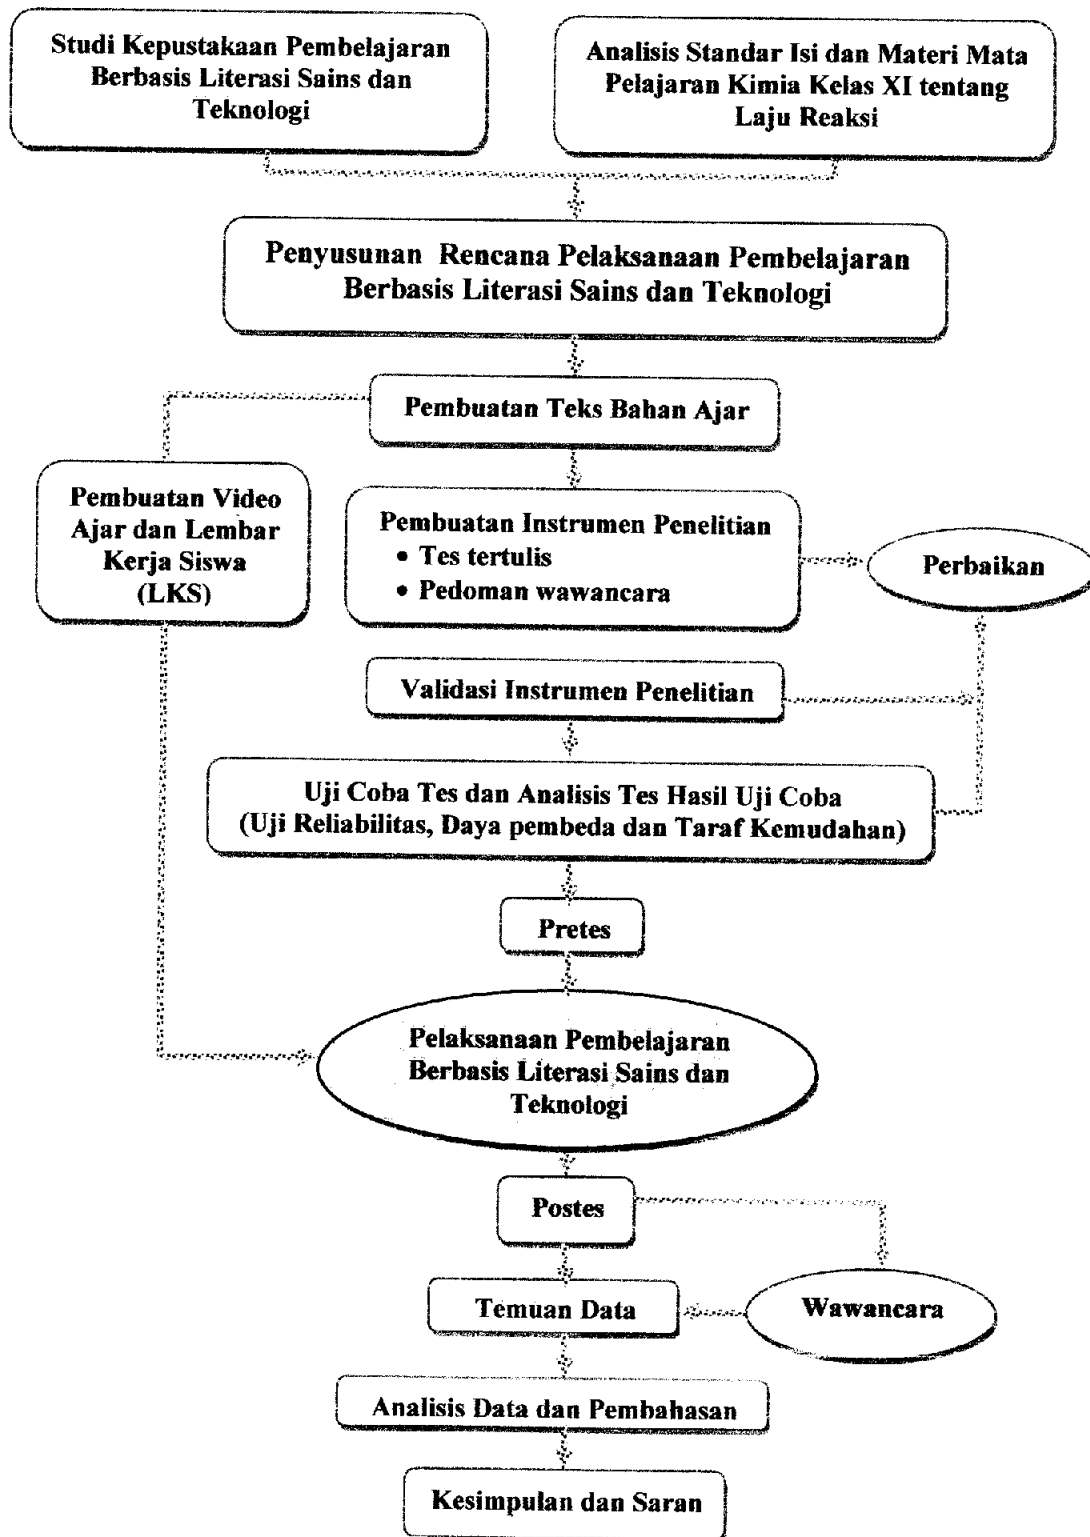 Studi Kepustakaan Pembelajaran
Berbasis Literasi Sains dan
Teknologi
Analisis Standar Isi dan Materi Mata
Pelajaran Kimia Kelas XI tentang
Laju Reaksi
Penyusunan Rencana Pelaksanaan Pembelajaran
Berbasis Literasi Sains dan Teknologi
Pembuatan Teks Bahan Ajar
Pembuatan Video
Ajar dan Lembar
Kerja Siswa
(LKS)
Pembuatan Instrumen Penelitian
• Tes tertulis
• Pedoman wawancara
Perbaikan
Validasi Instrumen Penelitian
Uji Coba Tes dan Analisis Tes Hasil Uji Coba
(Uji Reliabilitas, Daya pembeda dan Taraf Kemudahan)
Pretes
Pelaksanaan Pembelajaran
Berbasis Literasi Sains dan
Teknologi
Postes
Temuan Data
Wawancara
Analisis Data dan Pembahasan
Kesimpulan dan Saran